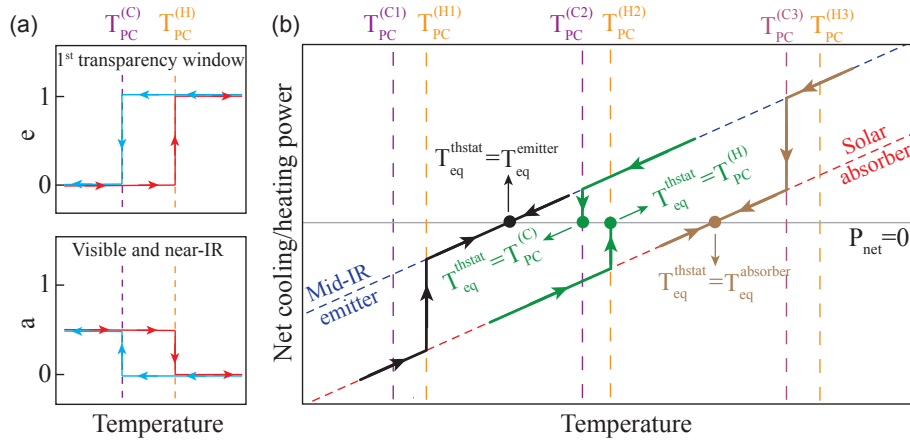 (a)
T_PC^(C)
T_PC^(H)
1st transparency window
1
e
0
Visible and near-IR
1
a
0
Temperature
(b)
T_PC^(C1)
T_PC^(H1)
T_PC^(C2)
T_PC^(H2)
T_PC^(C3)
T_PC^(H3)
Net cooling/heating power
T_eq^thstat=T_eq^emitter
T_eq^thstat=T_PC^(H)
T_eq^thstat=T_PC^(C)
T_eq^thstat=T_eq^absorber
Solar
absorber
P_net=0
Mid-IR
emitter
Temperature